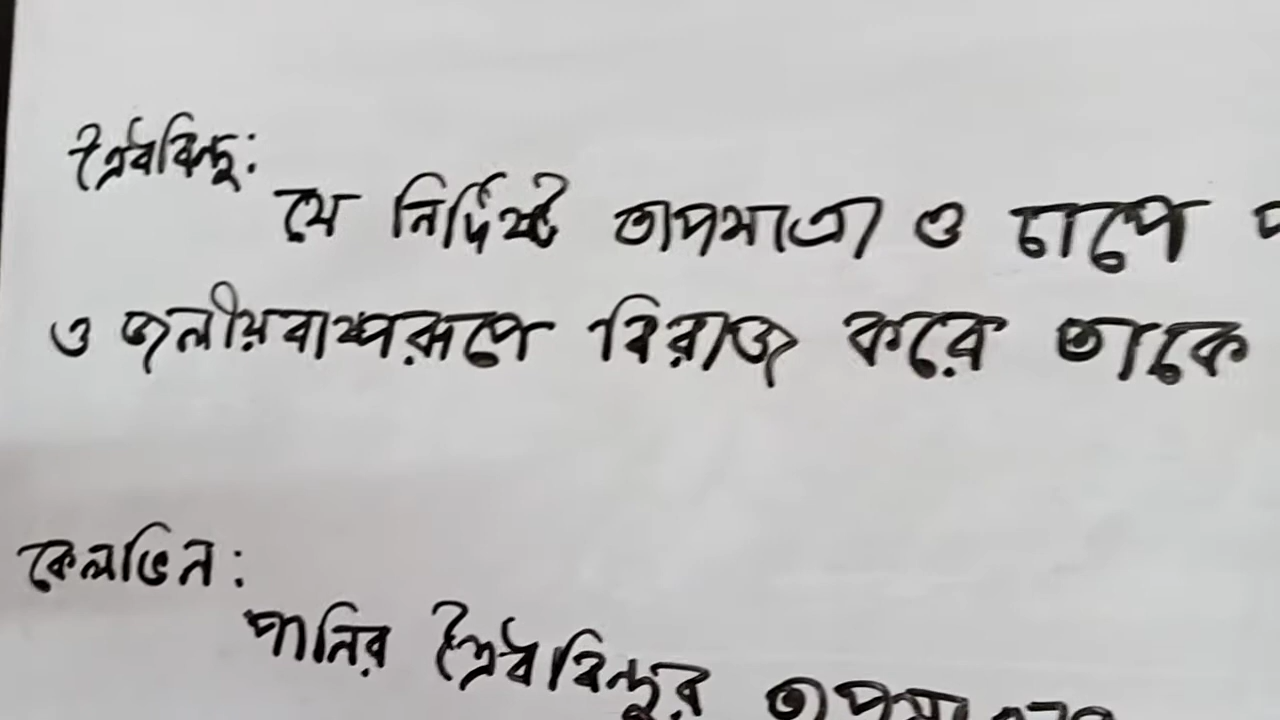 ত্রৈধবিন্দু:
যে নির্দিষ্ট তাপমাত্রা ও চাপে
ও জলীয়বাষ্পরূপে বিরাজ করে তাকে
কেলভিন:
পানির ত্রৈধবিন্দুর